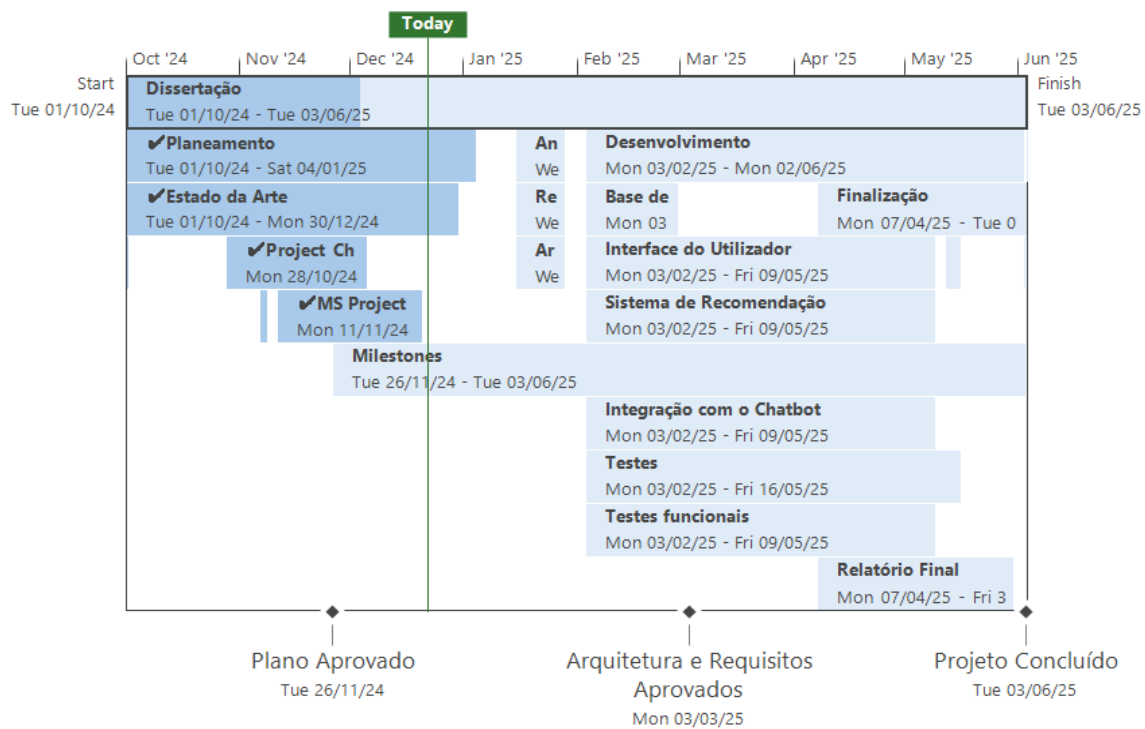 Today
Oct '24
Nov '24
Dec '24
Jan '25
Feb '25
Mar '25
Apr '25
May '25
Jun '25
Start
Tue 01/10/24
Dissertação
Tue 01/10/24 - Tue 03/06/25
Finish
Tue 03/06/25
✔Planeamento
Tue 01/10/24 - Sat 04/01/25
An
We
Desenvolvimento
Mon 03/02/25 - Mon 02/06/25
✔Estado da Arte
Tue 01/10/24 - Mon 30/12/24
Re
We
Base de
Mon 03
Finalização
Mon 07/04/25 - Tue 0
✔Project Ch
Mon 28/10/24
Ar
We
Interface do Utilizador
Mon 03/02/25 - Fri 09/05/25
✔MS Project
Mon 11/11/24
Sistema de Recomendação
Mon 03/02/25 - Fri 09/05/25
Milestones
Tue 26/11/24 - Tue 03/06/25
Integração com o Chatbot
Mon 03/02/25 - Fri 09/05/25
Testes
Mon 03/02/25 - Fri 16/05/25
Testes funcionais
Mon 03/02/25 - Fri 09/05/25
Relatório Final
Mon 07/04/25 - Fri 3
Plano Aprovado
Tue 26/11/24
Arquitetura e Requisitos
Aprovados
Mon 03/03/25
Projeto Concluído
Tue 03/06/25